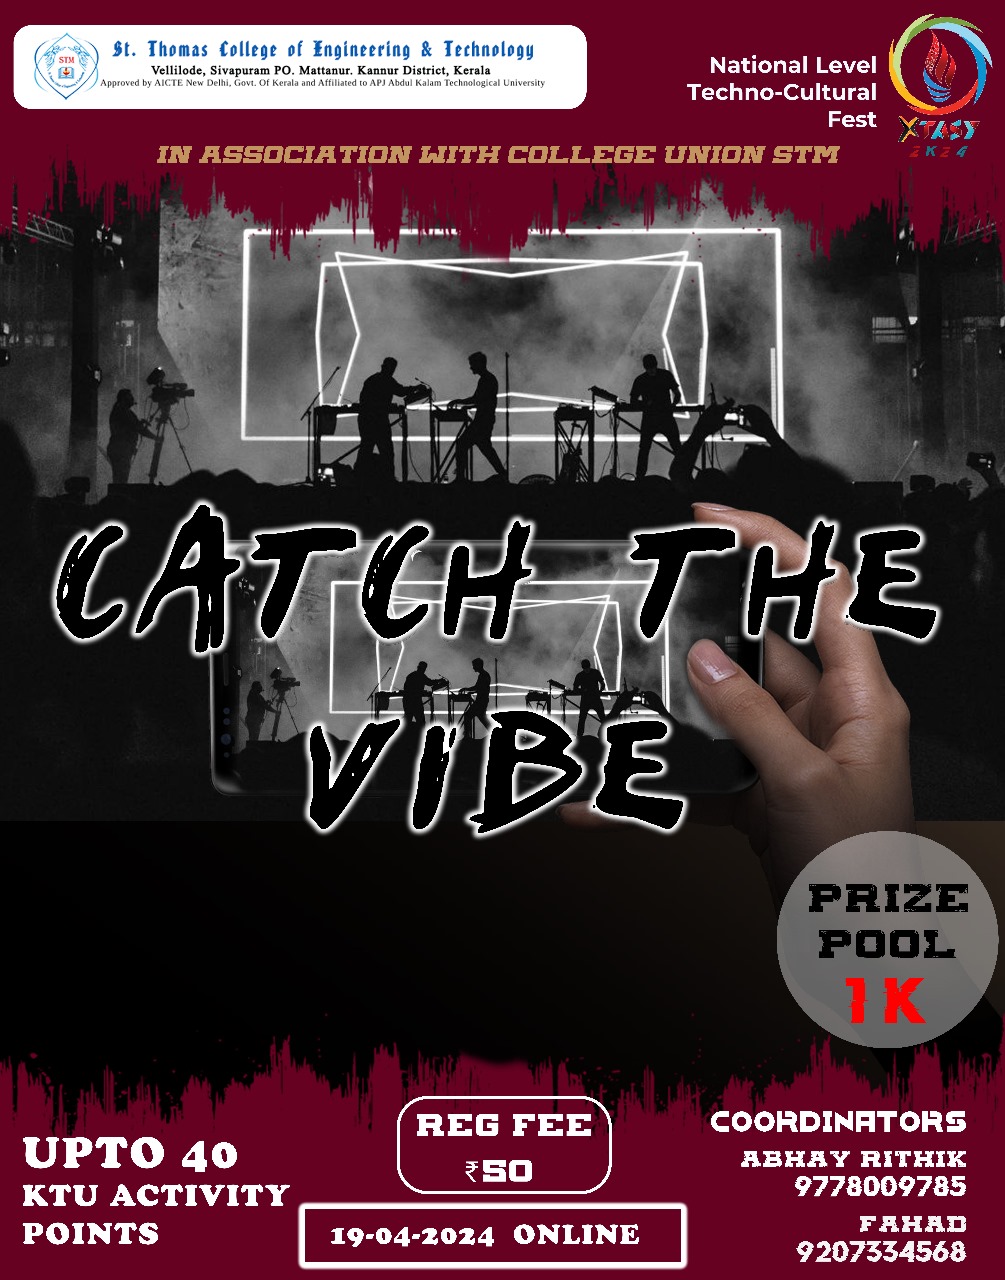 STM
St. Thomas College of Engineering & Technology
Vellilode, Sivapuram PO. Mattanur. Kannur District, Kerala
Approved by AICTE New Delhi, Govt. Of Kerala and Affiliated to APJ Abdul Kalam Technological University
National Level
Techno-Cultural
Fest
XTASY
2K24
IN ASSOCIATION WITH COLLEGE UNION STM
CATCH THE
VIBE
PRIZE
POOL
1K
UPTO 40
KTU ACTIVITY
POINTS
REG FEE
₹50
19-04-2024 ONLINE
COORDINATORS
ABHAY RITHIK
9778009785
FAHAD
9207334568